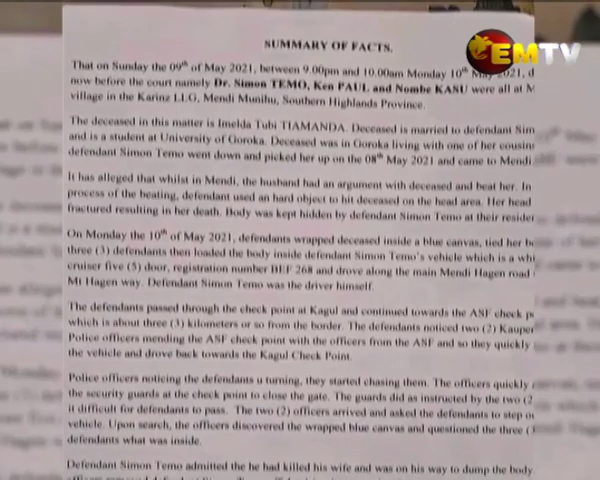 EMTV
SUMMARY OF FACTS.
That on Sunday the 09th of May 2021, between 9.00pm and 10.00am Monday 10th May 2021, d
now before the court namely Dr. Simon TEMO, Ken PAUL and Nombe KASU were all at M
village in the Karinz LLG, Mendi Munihu, Southern Highlands Province.
The deceased in this matter is Imelda Tubi TIAMANDA. Deceased is married to defendant Sim
and is a student at University of Goroka. Deceased was in Goroka living with one of her cousins
defendant Simon Temo went down and picked her up on the 08th May 2021 and came to Mendi
It has alleged that whilst in Mendi, the husband had an argument with deceased and beat her. In
process of the beating, defendant used an hard object to hit deceased on the head area. Her head
fractured resulting in her death. Body was kept hidden by defendant Simon Temo at their resider
On Monday the 10th of May 2021, defendants wrapped deceased inside a blue canvas, tied her bo
three (3) defendants then loaded the body inside defendant Simon Temo's vehicle which is a whi
cruiser five (5) door, registration number BEF 268 and drove along the main Mendi Hagen road
Mt Hagen way. Defendant Simon Temo was the driver himself.
The defendants passed through the check point at Kagul and continued towards the ASF check po
which is about three (3) kilometers or so from the border. The defendants noticed two (2) Kauper
Police officers mending the ASF check point with the officers from the ASF and so they quickly
the vehicle and drove back towards the Kagul Check Point.
Police officers noticing the defendants u turning, they started chasing them. The officers quickly
the security guards at the check point to close the gate. The guards did as instructed by the two (2
it difficult for defendants to pass. The two (2) officers arrived and asked the defendants to step o
vehicle. Upon search, the officers discovered the wrapped blue canvas and questioned the three (
defendants what was inside.
Defendant Simon Temo admitted the he had killed his wife and was on his way to dump the body